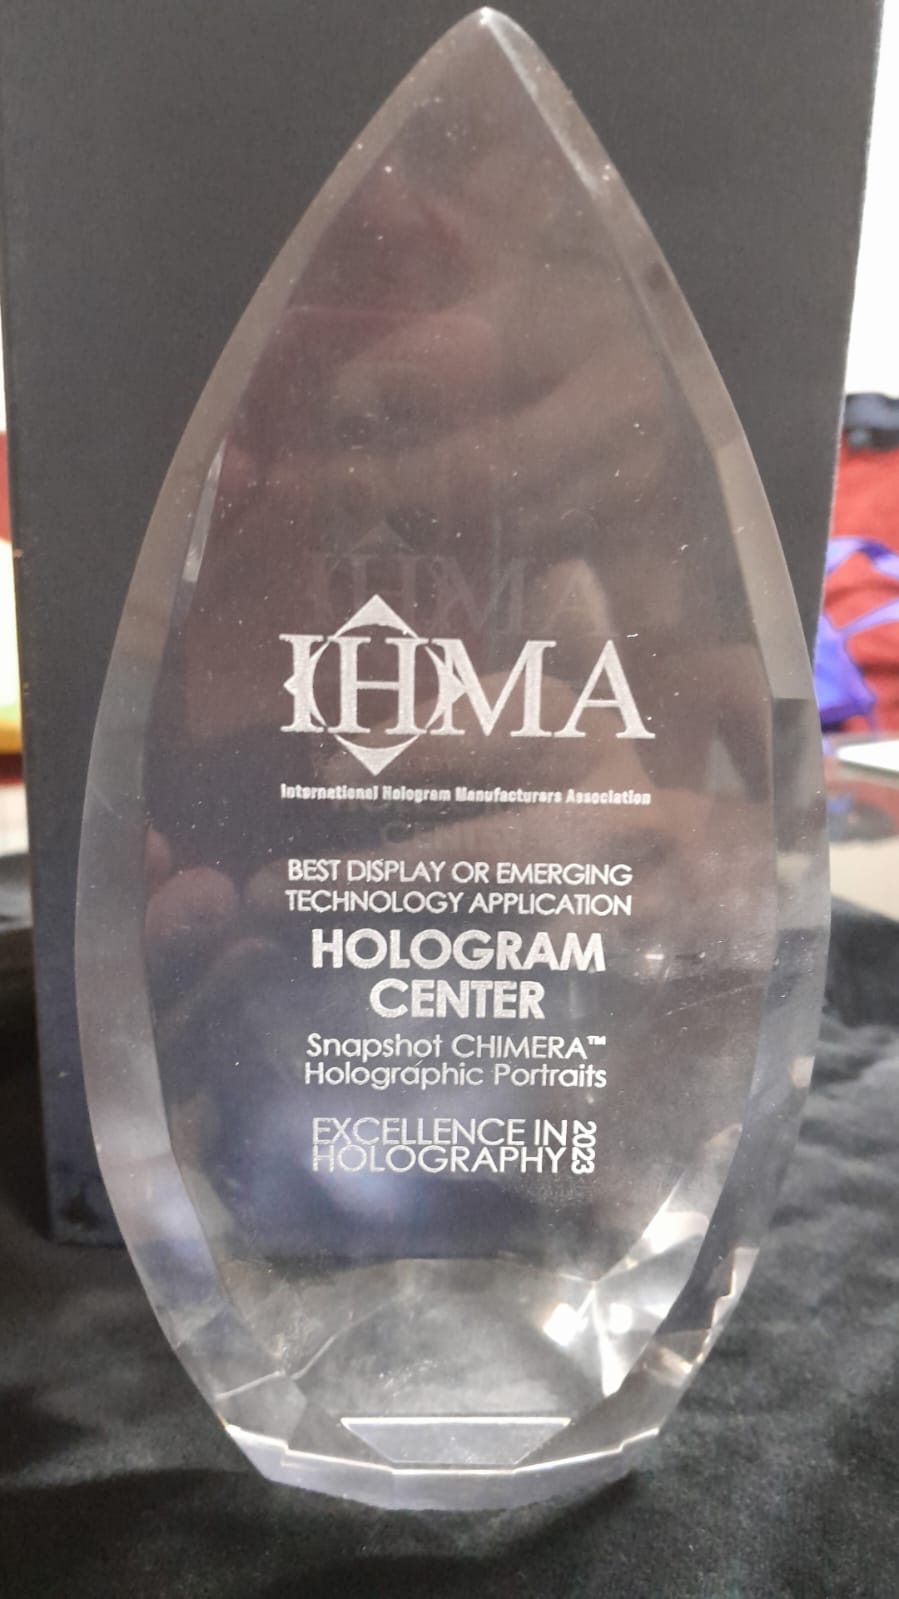 IHMA
International Hologram Manufacturers Association
BEST DISPLAY OR EMERGING
TECHNOLOGY APPLICATION
HOLOGRAM
CENTER
Snapshot CHIMERA™
Holographic Portraits
EXCELLENCE IN
HOLOGRAPHY
2023